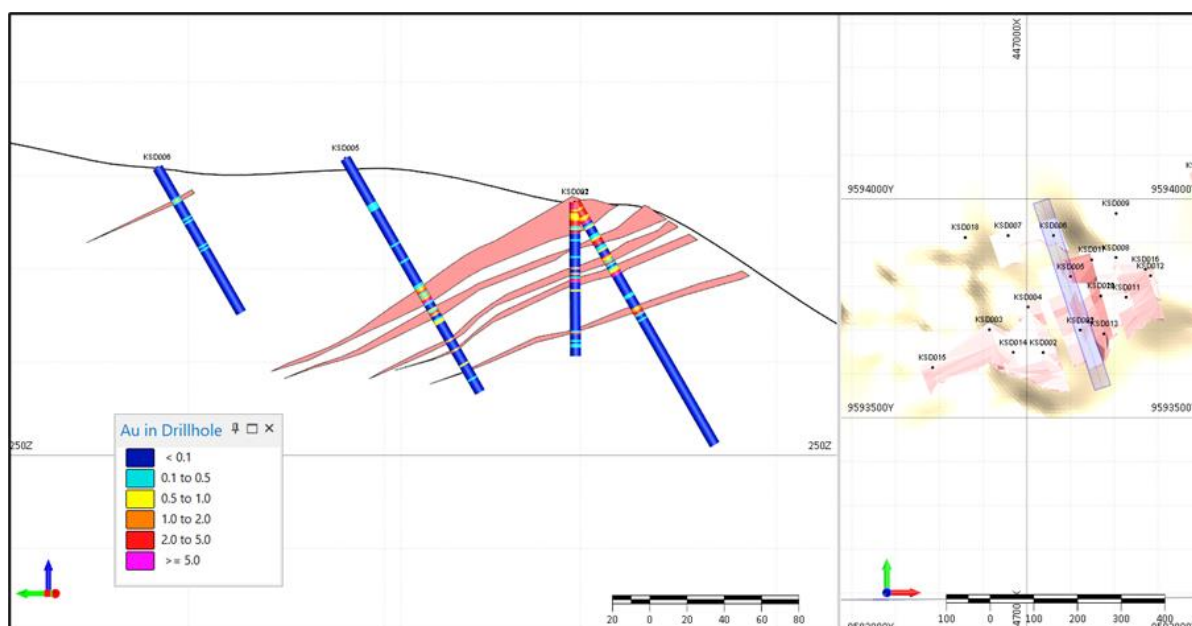 KSD006
KSD005
KSD002
250Z
250Z
Au in Drillhole
< 0.1
0.1 to 0.5
0.5 to 1.0
1.0 to 2.0
2.0 to 5.0
>= 5.0
20 0 20 40 60 80
447000X
9594000Y
9594000Y
KSD009
KSD018
KSD007
KSD006
KSD008
KSD016
KSD005
KSD012
KSD011
KSD004
KSD003
KSD013
KSD014
KSD002
KSD015
9593500Y
9593500Y
100 0 100 200 300 400